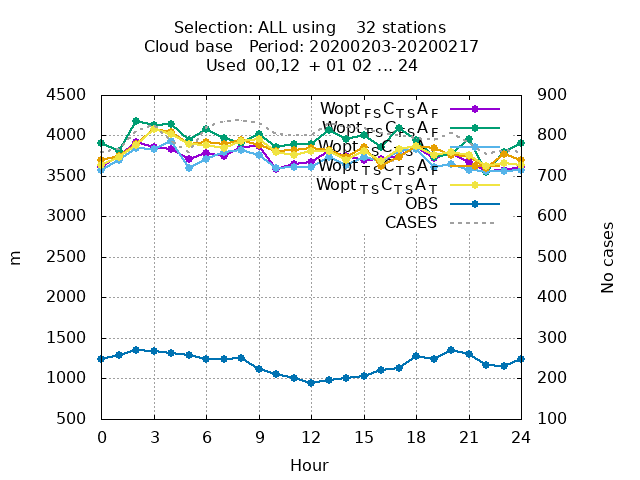 Selection: ALL using 32 stations
Cloud base Period: 20200203-20200217
Used 00,12 + 01 02 ... 24
4500 900
Wopt FS C TS A F
4000 800
Wopt A F
Wopt
3500 700
Wopt TS C TS A F
Wopt TS C TS A T
3000 600
OBS
CASES
2500 500
m
No cases
2000 400
1500 300
1000 200
500 100
0 3 6 9 12 15 18 21 24
Hour